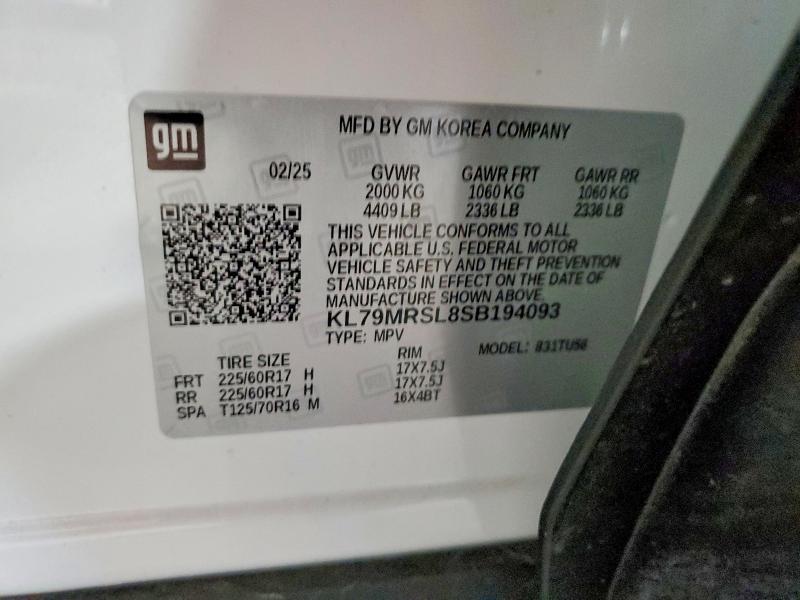 gm
MFD BY GM KOREA COMPANY
02/25 GVWR GAWR FRT GAWR RR
2000 KG 1060 KG 1060 KG
4409 LB 2336 LB 2336 LB
THIS VEHICLE CONFORMS TO ALL
APPLICABLE U.S. FEDERAL MOTOR
VEHICLE SAFETY AND THEFT PREVENTION
STANDARDS IN EFFECT ON THE DATE OF
MANUFACTURE SHOWN ABOVE.
KL79MRSL8SB194093
TYPE: MPV MODEL: 831TU56
TIRE SIZE RIM
FRT 225/60R17 H 17X7.5J
RR 225/60R17 H 17X7.5J
SPA T125/70R16 M 16X4BT